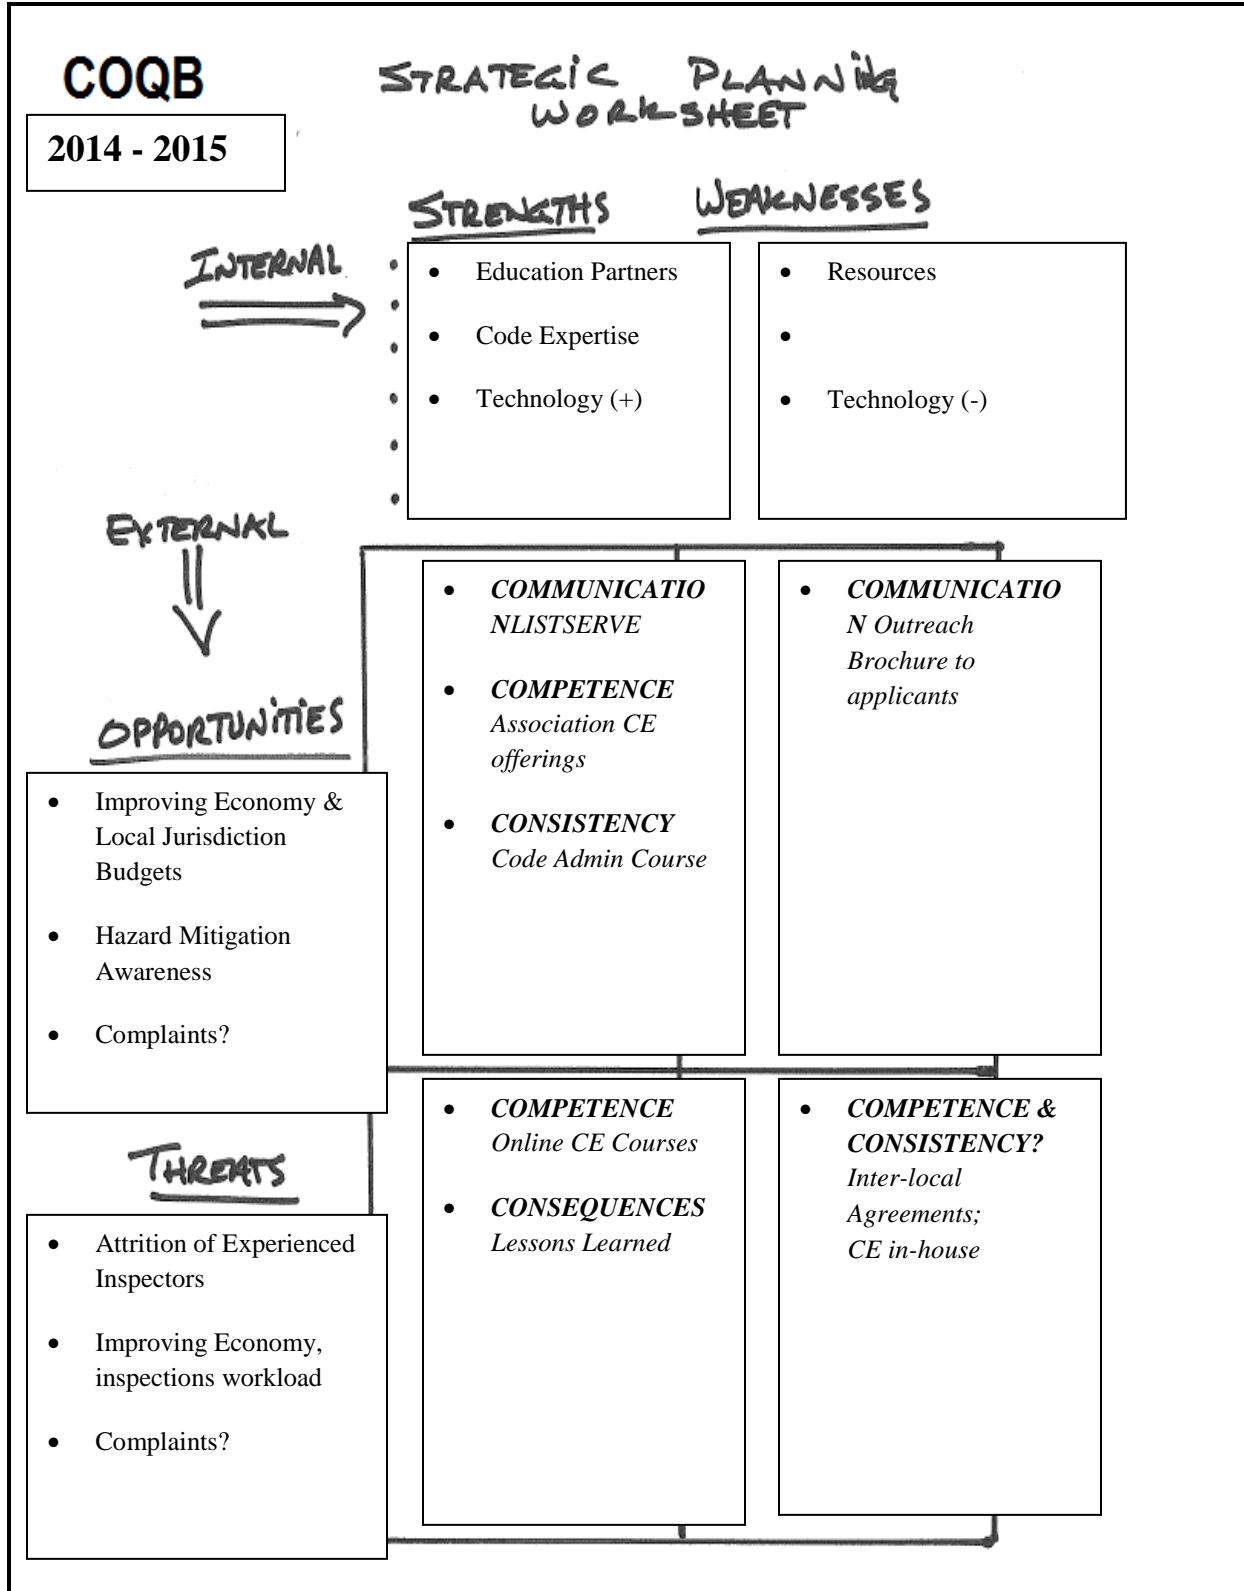 COQB
STRATEGIC PLANNING
WORKSHEET
2014 - 2015
STRENGTHS
WEAKNESSES
INTERNAL
• Education Partners
• Code Expertise
• Technology (+)
• Resources
•
• Technology (-)
EXTERNAL
OPPORTUNITIES
• Improving Economy &
Local Jurisdiction
Budgets
• Hazard Mitigation
Awareness
• Complaints?
• COMMUNICATIO
NLISTSERVE
• COMPETENCE
Association CE
offerings
• CONSISTENCY
Code Admin Course
• COMMUNICATIO
N Outreach
Brochure to
applicants
THREATS
• Attrition of Experienced
Inspectors
• Improving Economy,
inspections workload
• Complaints?
• COMPETENCE
Online CE Courses
• CONSEQUENCES
Lessons Learned
• COMPETENCE &
CONSISTENCY?
Inter-local
Agreements;
CE in-house